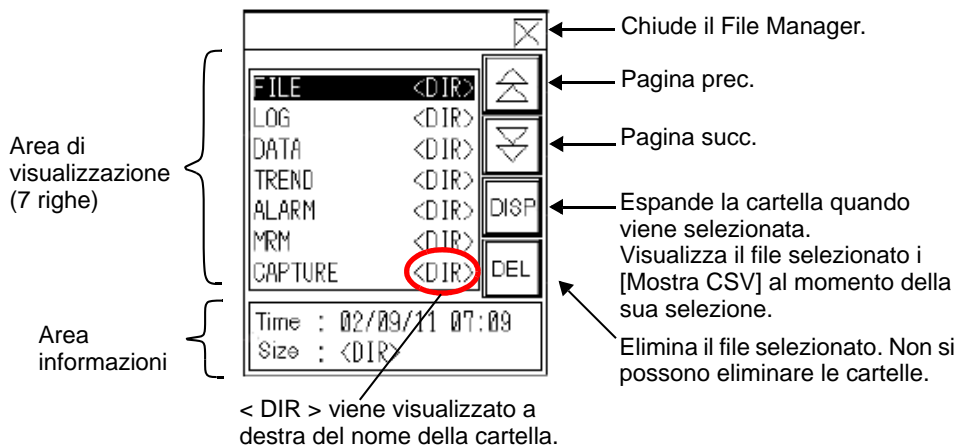 Chiude il File Manager.
FILE <DIR>
LOG <DIR>
DATA <DIR>
TREND <DIR>
ALARM <DIR>
MRM <DIR>
CAPTURE <DIR>
DISP
DEL
Time : 02/09/11 07:09
Size : <DIR>
Pagina prec.
Pagina succ.
Espande la cartella quando
viene selezionata.
Visualizza il file selezionato i
[Mostra CSV] al momento della
sua selezione.
Elimina il file selezionato. Non si
possono eliminare le cartelle.
Area di
visualizzazione
(7 righe)
Area
informazioni
< DIR > viene visualizzato a
destra del nome della cartella.